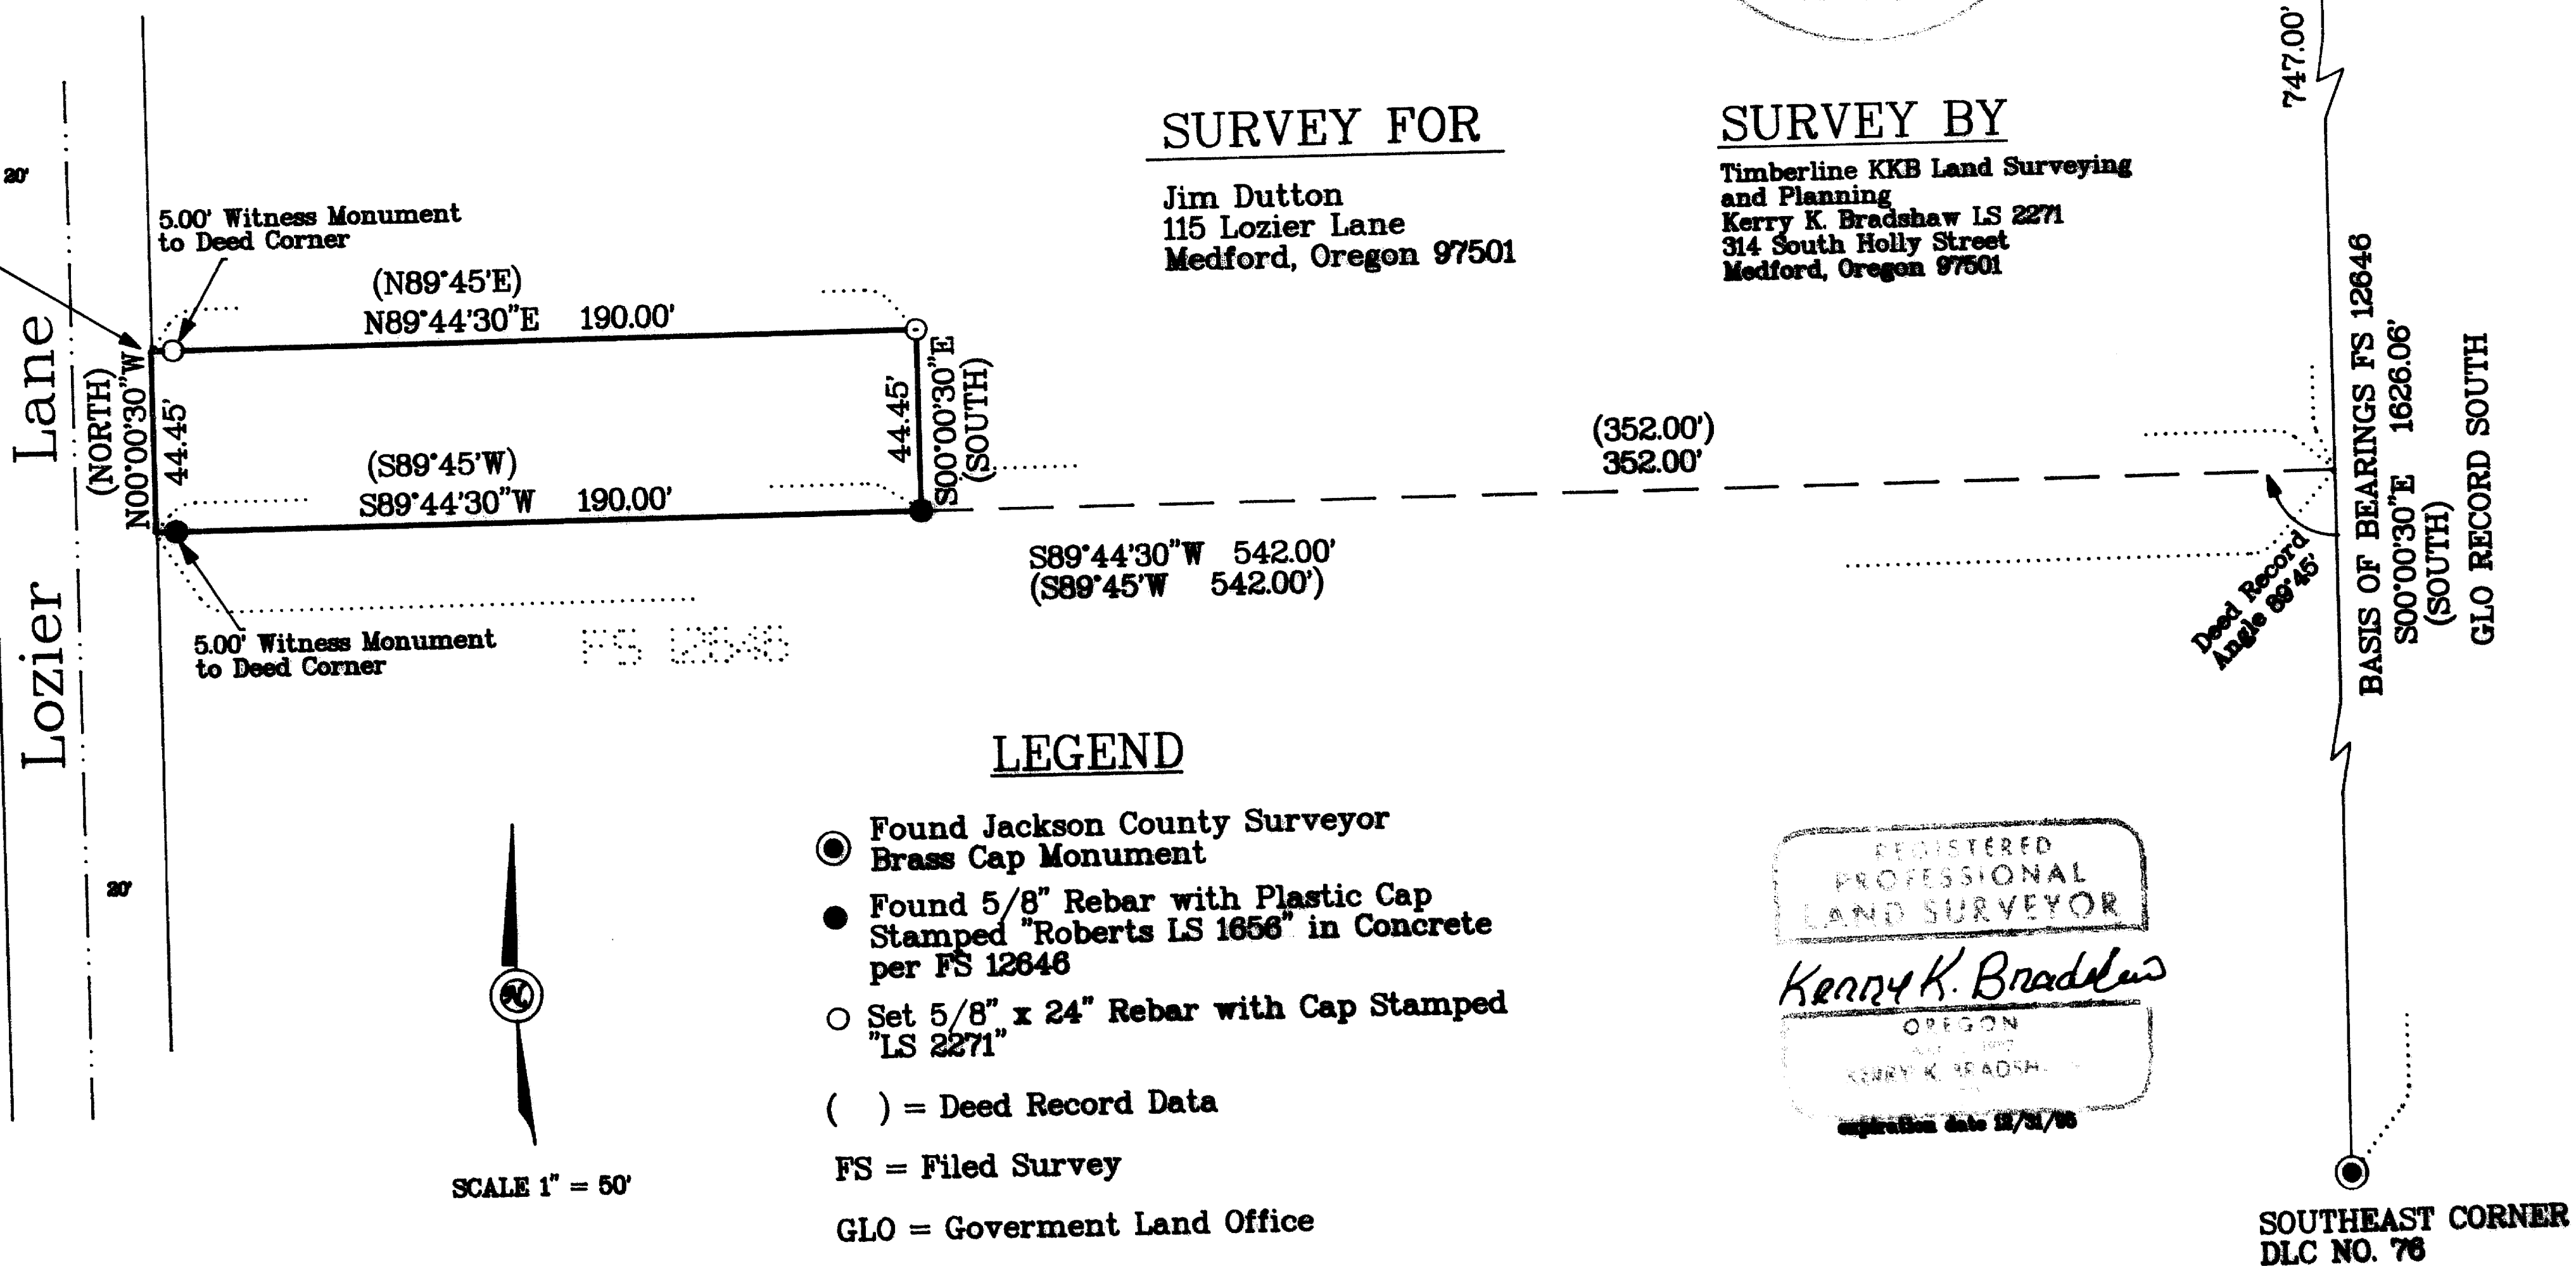 747.00'
SURVEY FOR
Jim Dutton
115 Lozier Lane
Medford, Oregon 97501
SURVEY BY
Timberline KKB Land Surveying
and Planning
Kerry K. Bradshaw LS 2271
314 South Holly Street
Medford, Oregon 97501
20'
5.00' Witness Monument
to Deed Corner
(N89°45'E)
N89°44'30"E 190.00'
Lozier Lane
(NORTH)
N00°00'30"W
44.45'
44.45'
S00°00'30"E
(SOUTH)
(S89°45'W)
S89°44'30"W 190.00'
(352.00')
352.00'
S89°44'30"W 542.00'
(S89°45'W 542.00')
5.00' Witness Monument
to Deed Corner
FS 12646
Deed Record
Angle 89°45'
BASIS OF BEARINGS FS 12646
S00°00'30"E 1626.06'
(SOUTH)
GLO RECORD SOUTH
20'
LEGEND
Found Jackson County Surveyor
Brass Cap Monument
Found 5/8" Rebar with Plastic Cap
Stamped "Roberts LS 1656" in Concrete
per FS 12646
Set 5/8" x 24" Rebar with Cap Stamped
"LS 2271"
( ) = Deed Record Data
FS = Filed Survey
GLO = Goverment Land Office
N
SCALE 1" = 50'
REGISTERED
PROFESSIONAL
LAND SURVEYOR
Kerry K. Bradshaw
OREGON
KERRY K. BRADSH
expiration date 12/31/
SOUTHEAST CORNER
DLC NO. 76